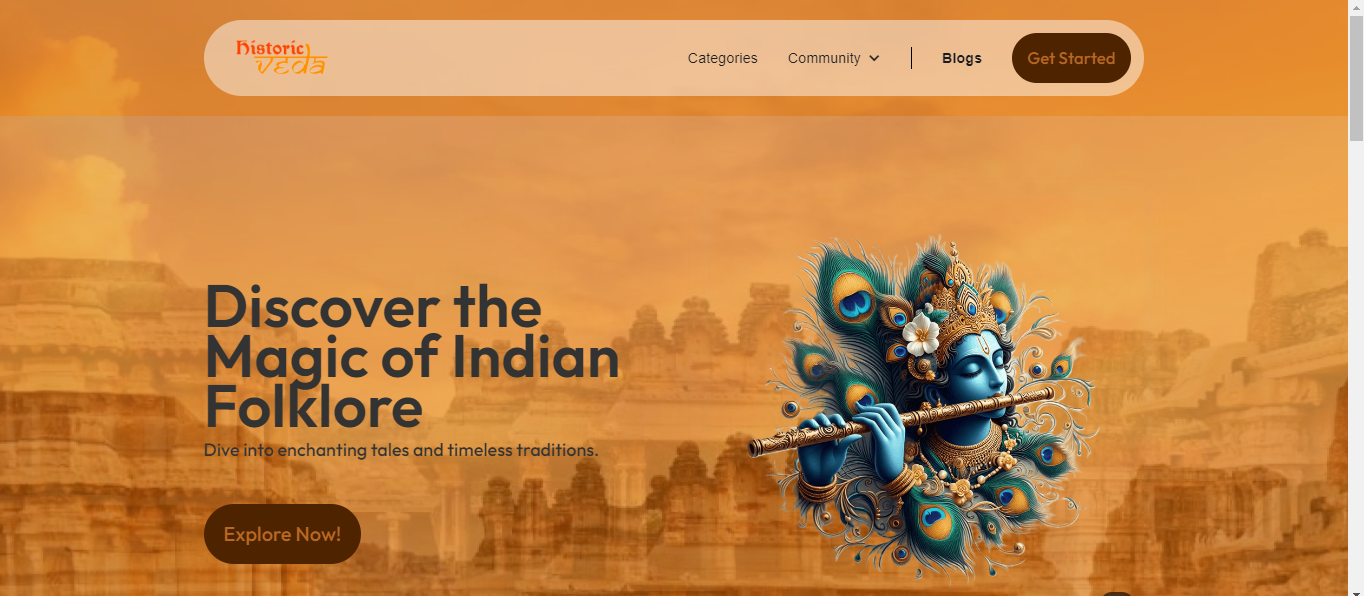 Historic
veda
Categories
Community
Blogs
Get Started
Discover the
Magic of Indian
Folklore
Dive into enchanting tales and timeless traditions.
Explore Now!